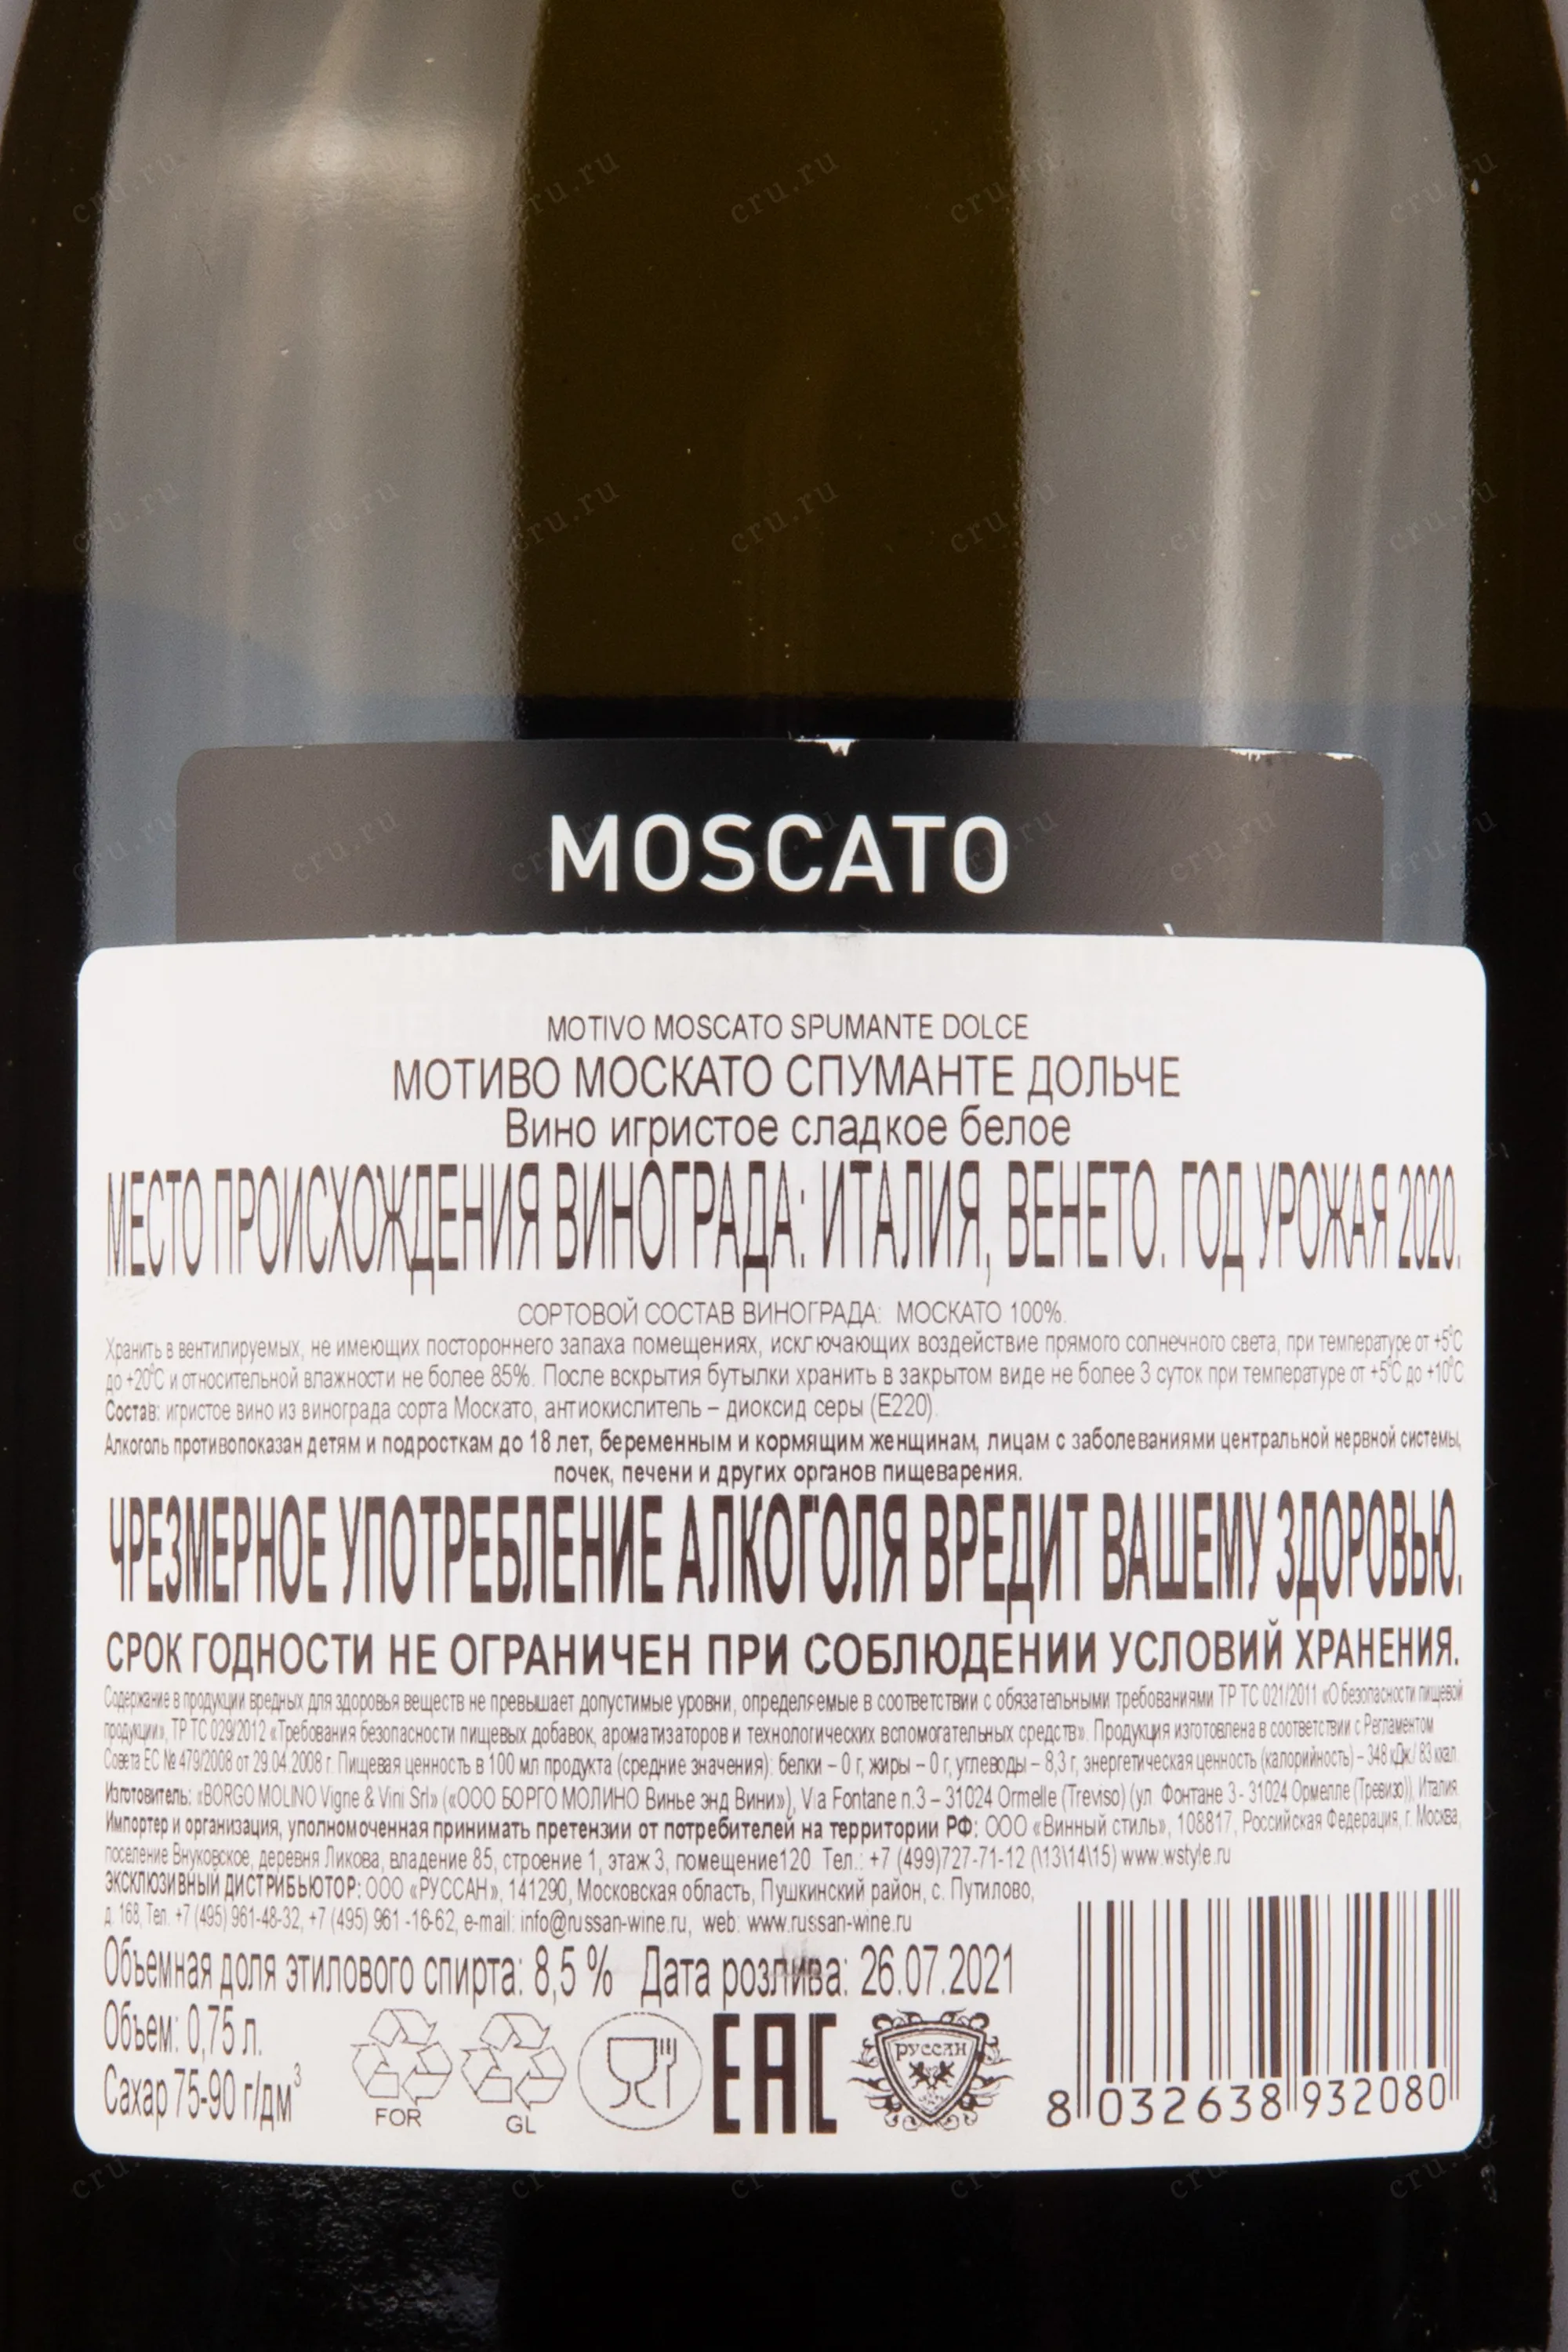 MOSCATO
MOTIVO MOSCATO SPUMANTE DOLCE
МОТИВО МОСКАТО СПУМАНТЕ ДОЛЬЧЕ
Вино игристое сладкое белое
МЕСТО ПРОИСХОЖДЕНИЯ ВИНОГРАДА: ИТАЛИЯ, ВЕНЕТО. ГОД УРОЖАЯ 2020.
СОРТОВОЙ СОСТАВ ВИНОГРАДА: МОСКАТО 100%.
Хранить в вентилируемых, не имеющих постороннего запаха помещениях, исключающих воздействие прямого солнечного света, при температуре от +5°C
до +20°C и относительной влажности не более 85%. После вскрытия бутылки хранить в закрытом виде не более 3 суток при температуре от +5°C до +10°C
Состав: игристое вино из винограда сорта Москато, антиокислитель – диоксид серы (Е220).
Алкоголь противопоказан детям и подросткам до 18 лет, беременным и кормящим женщинам, лицам с заболеваниями центральной нервной системы,
почек, печени и других органов пищеварения.
ЧРЕЗМЕРНОЕ УПОТРЕБЛЕНИЕ АЛКОГОЛЯ ВРЕДИТ ВАШЕМУ ЗДОРОВЬЮ.
СРОК ГОДНОСТИ НЕ ОГРАНИЧЕН ПРИ СОБЛЮДЕНИИ УСЛОВИЙ ХРАНЕНИЯ.
Содержание в продукции вредных для здоровья веществ не превышает допустимые уровни, определяемые в соответствии с обязательными требованиями ТР ТС 021/2011 «О безопасности пищевой
продукции», ТР ТС 029/2012 «Требования безопасности пищевых добавок, ароматизаторов и технологических вспомогательных средств». Продукция изготовлена в соответствии с Регламентом
Совета ЕС № 479/2008 от 29.04.2008 г. Пищевая ценность в 100 мл продукта (средние значения): белки – 0 г, жиры – 0 г, углеводы – 8,3 г, энергетическая ценность (калорийность) – 348 кДж / 83 ккал.
Изготовитель: «BORGO MOLINO Vigne & Vini Srl» («ООО БОРГО МОЛИНО Винье энд Вини»), Via Fontane n.3 – 31024 Ormelle (Treviso) (ул. Фонтане 3 - 31024 Ормелле (Тревизо)), Италия.
Импортер и организация, уполномоченная принимать претензии от потребителей на территории РФ: ООО «Винный стиль», 108817, Российская Федерация, г. Москва,
поселение Внуковское, деревня Ликова, владение 85, строение 1, этаж 3, помещение120. Тел.: +7 (499)727-71-12 (\13\14\15) www.wstyle.ru
ЭКСКЛЮЗИВНЫЙ ДИСТРИБЬЮТОР: ООО «РУССАН», 141290, Московская область, Пушкинский район, с. Путилово,
д. 168, Тел. +7 (495) 961-48-32, +7 (495) 961 -16-62, e-mail: info@russan-wine.ru, web: www.russan-wine.ru
Объемная доля этилового спирта: 8,5 % Дата розлива: 26.07.2021
Объем: 0,75 л.
Сахар 75-90 г/дм³
FOR
GL
EAC
РУССАН
8 032638 932080
cru.ru